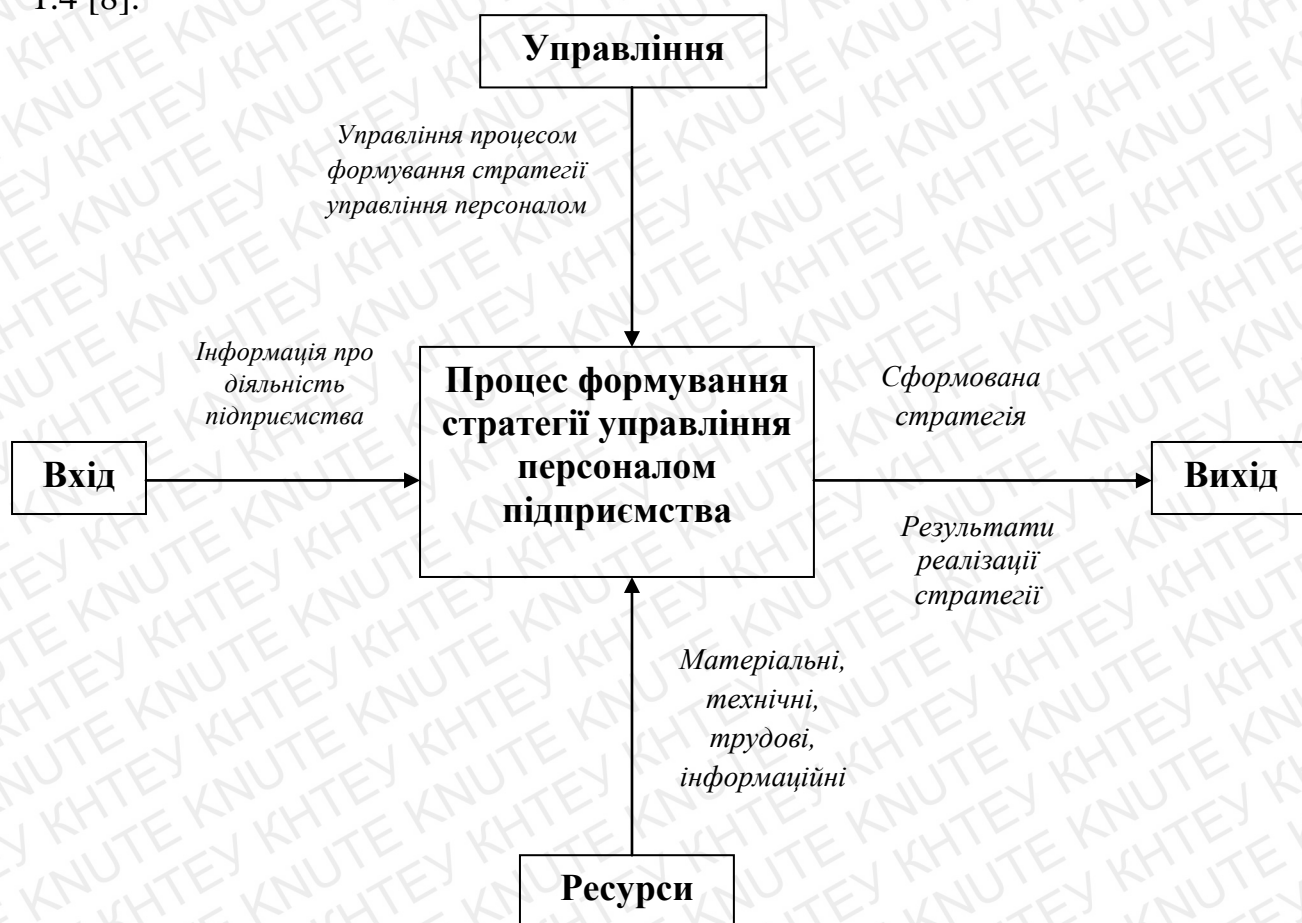 1.4 [8].
Управління
Управління процесом
формування стратегії
управління персоналом
Інформація про
діяльність
підприємства
Вхід
Процес формування
стратегії управління
персоналом
підприємства
Сформована
стратегія
Вихід
Результати
реалізації
стратегії
Матеріальні,
технічні,
трудові,
інформаційні
Ресурси